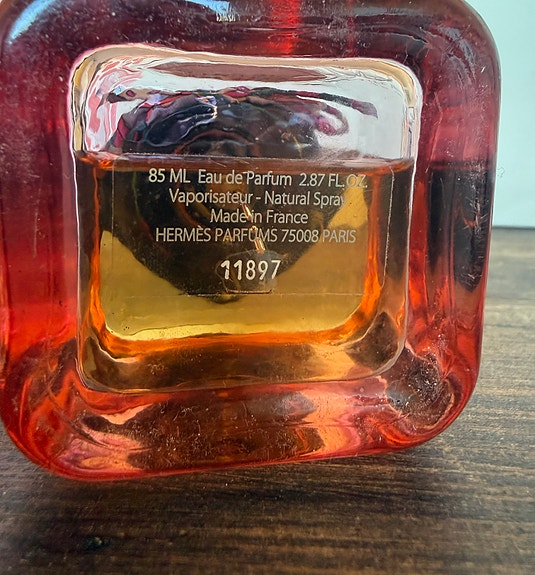 85 ML Eau de Parfum 2.87 FL.OZ.
Vaporisateur - Natural Spray
Made in France
HERMÈS PARFUMS 75008 PARIS
11897